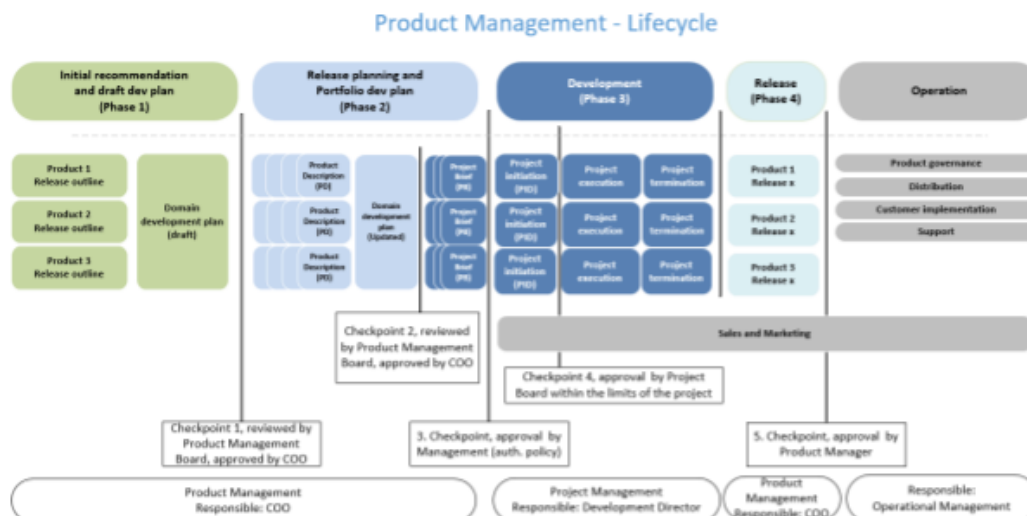 Product Management - Lifecycle
Initial recommendation
and draft dev plan
(Phase 1)
Release planning and
Portfolio dev plan
(Phase 2)
Development
(Phase 3)
Release
(Phase 4)
Operation
Product 1
Release outline
Product 2
Release outline
Product 3
Release outline
Domain
development plan
(draft)
Product
Description
(PD)
Product
Description
(PD)
Product
Description
(PD)
Domain
development
plan
(Updated)
Project
Brief
(PB)
Project
Brief
(PB)
Project
Brief
(PB)
Project
initiation
(PID)
Project
execution
Project
termination
Project
initiation
(PID)
Project
execution
Project
termination
Project
initiation
(PID)
Project
execution
Project
termination
Product 1
Release x
Product 2
Release x
Product 3
Release x
Product governance
Distribution
Customer implementation
Support
Sales and Marketing
Checkpoint 2, reviewed
by Product Management
Board, approved by COO
Checkpoint 4, approval by Project
Board within the limits of the project
Checkpoint 1, reviewed by
Product Management
Board, approved by COO
3. Checkpoint, approval by
Management (auth. policy)
5. Checkpoint, approval by
Product Manager
Product Management
Responsible: COO
Project Management
Responsible: Development Director
Product
Management
Responsible: COO
Responsible:
Operational Management